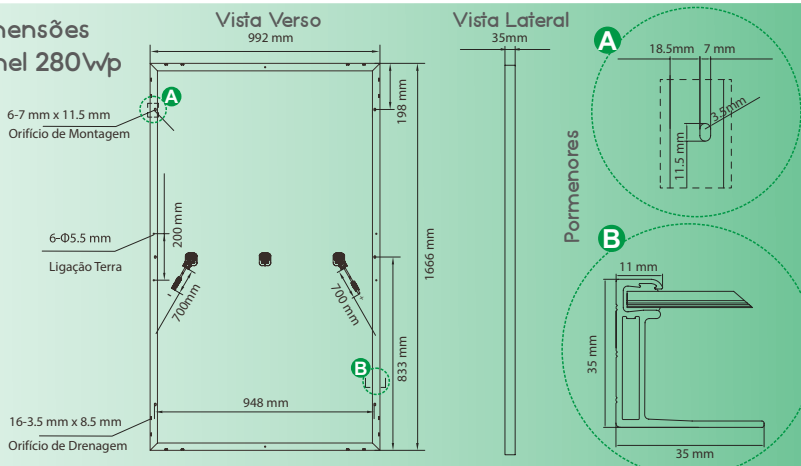 mensões
nel 280Wp
Vista Verso
992 mm
6-7 mm x 11.5 mm
Orifício de Montagem
A
198 mm
6-Φ5.5 mm
Ligação Terra
200 mm
-
+
700mm
700 mm
1666 mm
833 mm
B
948 mm
16-3.5 mm x 8.5 mm
Orifício de Drenagem
Vista Lateral
35mm
Pormenores
A
18.5mm
7 mm
3.5mm
11.5 mm
B
11 mm
35 mm
35 mm